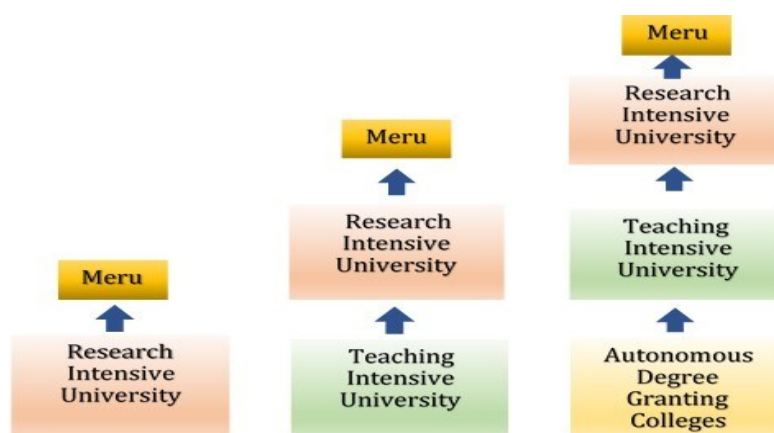 Meru
Research
Intensive
University
Meru
Research
Intensive
University
Teaching
Intensive
University
Meru
Research
Intensive
University
Teaching
Intensive
University
Autonomous
Degree
Granting
Colleges